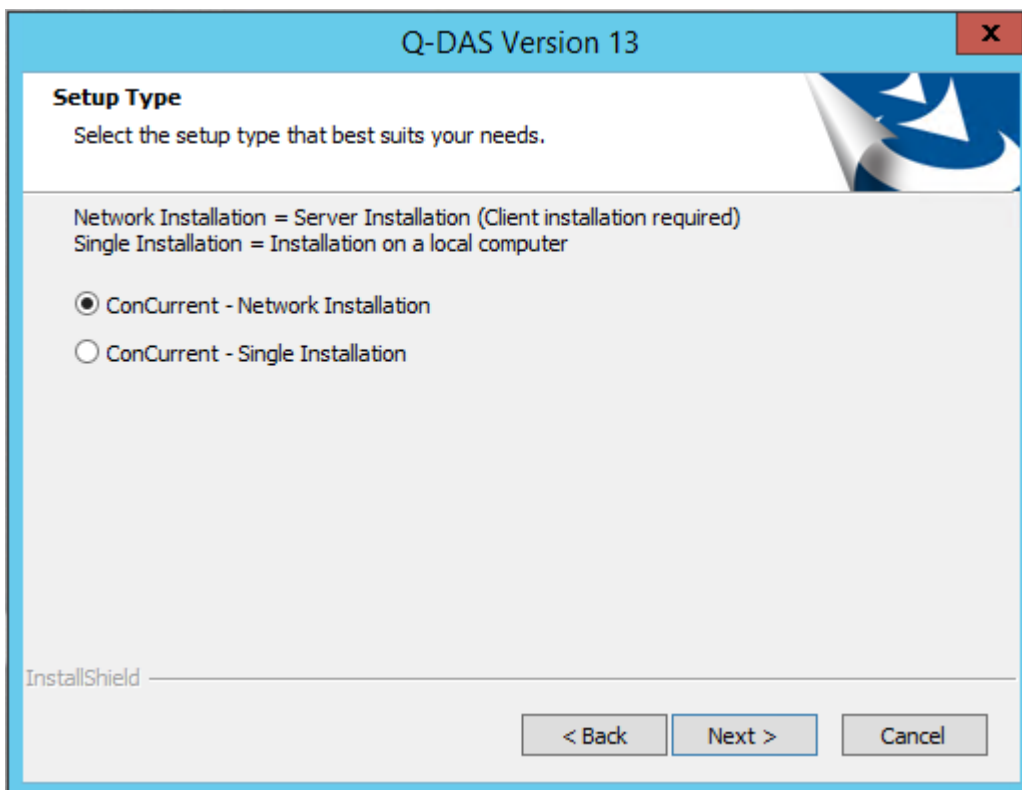 Q-DAS Version 13
X
Setup Type
Select the setup type that best suits your needs.
Network Installation = Server Installation (Client installation required)
Single Installation = Installation on a local computer
ConCurrent - Network Installation
ConCurrent - Single Installation
InstallShield
< Back
Next >
Cancel